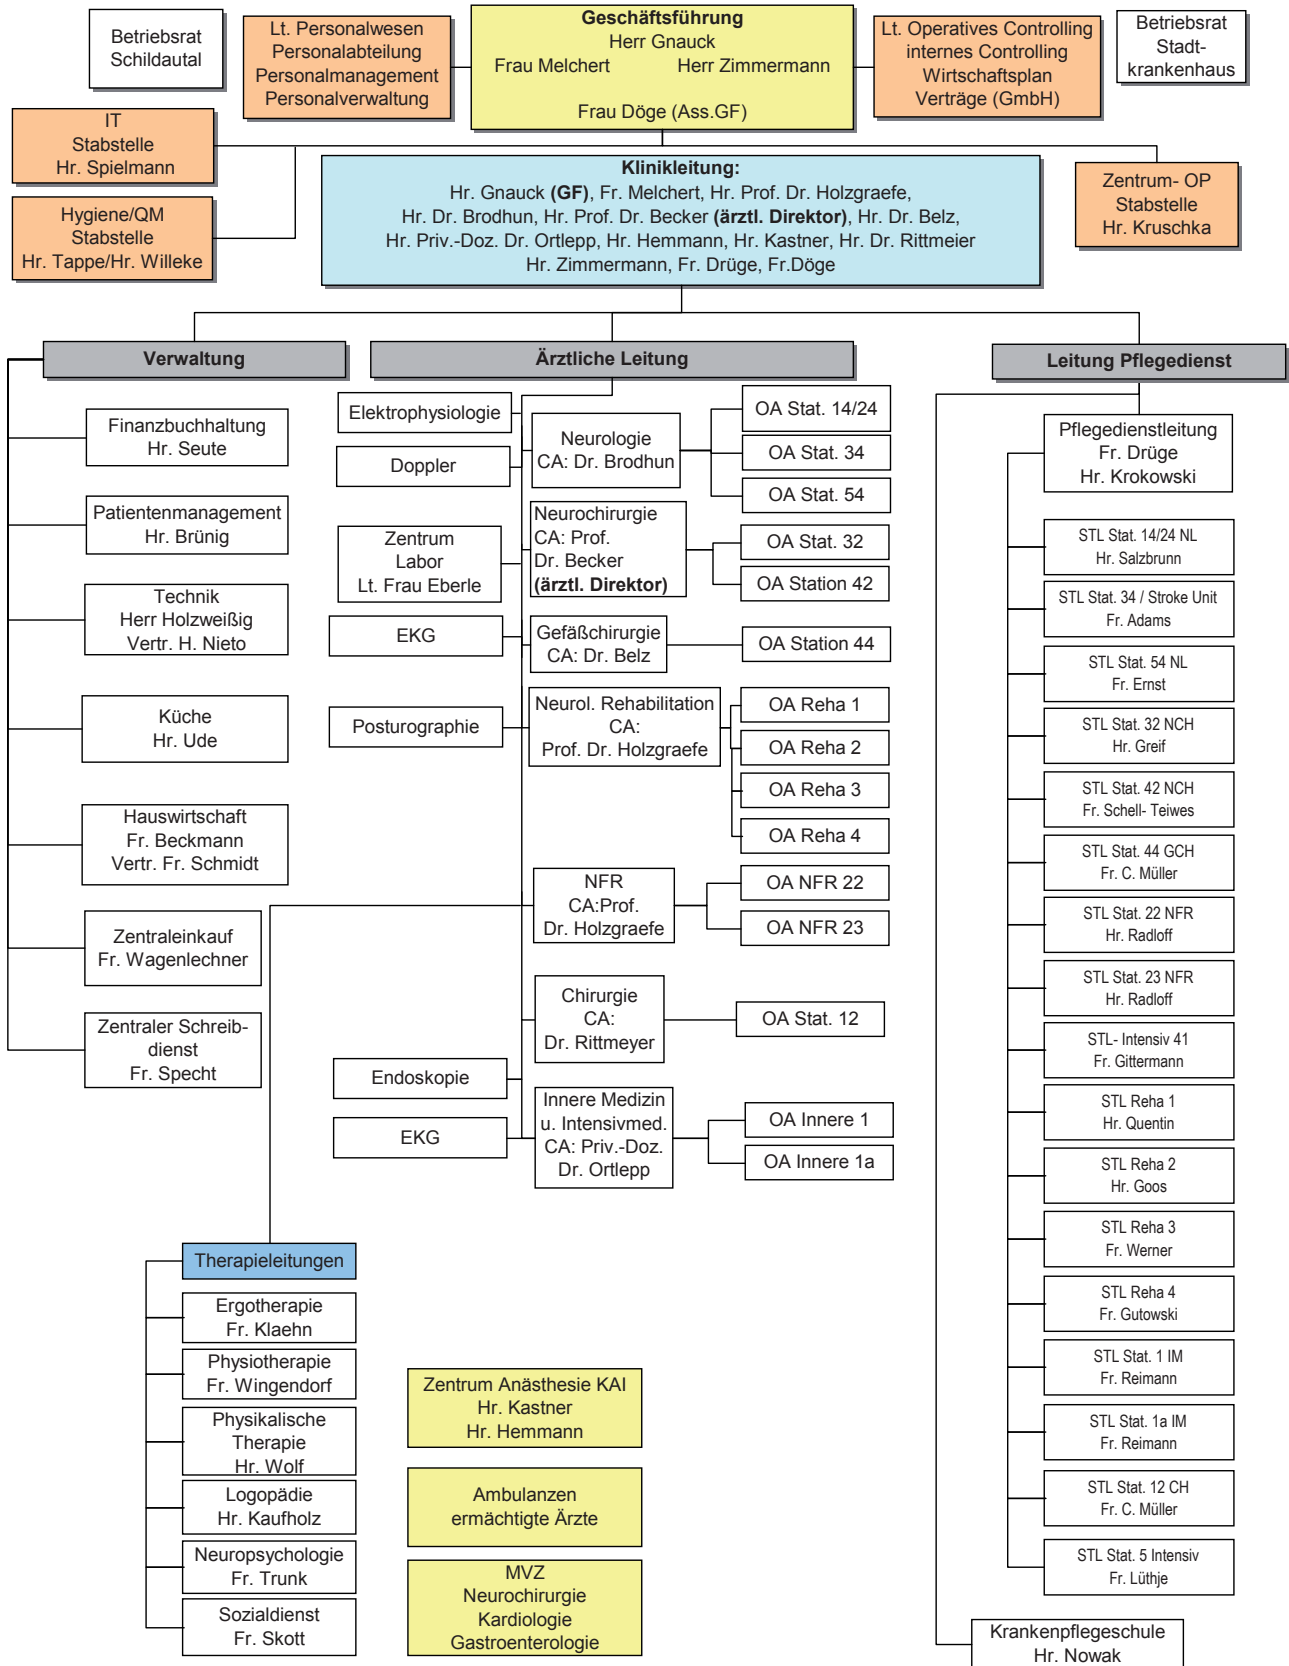 Betriebsrat
Schildautal
Lt. Personalwesen
Personalabteilung
Personalmanagement
Personalverwaltung
Geschäftsführung
Herr Gnauck
Frau Melchert Herr Zimmermann
Frau Döge (Ass.GF)
Lt. Operatives Controlling
internes Controlling
Wirtschaftsplan
Verträge (GmbH)
Betriebsrat
Stadt-
krankenhaus
IT
Stabstelle
Hr. Spielmann
Hygiene/QM
Stabstelle
Hr. Tappe/Hr. Willeke
Klinikleitung:
Hr. Gnauck (GF), Fr. Melchert, Hr. Prof. Dr. Holzgraefe,
Hr. Dr. Brodhun, Hr. Prof. Dr. Becker (ärztl. Direktor), Hr. Dr. Belz,
Hr. Priv.-Doz. Dr. Ortlepp, Hr. Hemmann, Hr. Kastner, Hr. Dr. Rittmeier
Hr. Zimmermann, Fr. Drüge, Fr.Döge
Zentrum- OP
Stabstelle
Hr. Kruschka
Verwaltung
Finanzbuchhaltung
Hr. Seute
Patientenmanagement
Hr. Brünig
Technik
Herr Holzweißig
Vertr. H. Nieto
Küche
Hr. Ude
Hauswirtschaft
Fr. Beckmann
Vertr. Fr. Schmidt
Zentraleinkauf
Fr. Wagenlechner
Zentraler Schreib-
dienst
Fr. Specht
Ärztliche Leitung
Elektrophysiologie
Doppler
Zentrum
Labor
Lt. Frau Eberle
EKG
Posturographie
Endoskopie
EKG
Neurologie
CA: Dr. Brodhun
OA Stat. 14/24
OA Stat. 34
OA Stat. 54
Neurochirurgie
CA: Prof.
Dr. Becker
(ärztl. Direktor)
OA Stat. 32
OA Station 42
Gefäßchirurgie
CA: Dr. Belz
OA Station 44
Neurol. Rehabilitation
CA:
Prof. Dr. Holzgraefe
OA Reha 1
OA Reha 2
OA Reha 3
OA Reha 4
NFR
CA:Prof.
Dr. Holzgraefe
OA NFR 22
OA NFR 23
Chirurgie
CA:
Dr. Rittmeyer
OA Stat. 12
Innere Medizin
u. Intensivmed.
CA: Priv.-Doz.
Dr. Ortlepp
OA Innere 1
OA Innere 1a
Therapieleitungen
Ergotherapie
Fr. Klaehn
Physiotherapie
Fr. Wingendorf
Physikalische
Therapie
Hr. Wolf
Logopädie
Hr. Kaufholz
Neuropsychologie
Fr. Trunk
Sozialdienst
Fr. Skott
Zentrum Anästhesie KAI
Hr. Kastner
Hr. Hemmann
Ambulanzen
ermächtigte Ärzte
MVZ
Neurochirurgie
Kardiologie
Gastroenterologie
Leitung Pflegedienst
Pflegedienstleitung
Fr. Drüge
Hr. Krokowski
STL Stat. 14/24 NL
Hr. Salzbrunn
STL Stat. 34 / Stroke Unit
Fr. Adams
STL Stat. 54 NL
Fr. Ernst
STL Stat. 32 NCH
Hr. Greif
STL Stat. 42 NCH
Fr. Schell- Teiwes
STL Stat. 44 GCH
Fr. C. Müller
STL Stat. 22 NFR
Hr. Radloff
STL Stat. 23 NFR
Hr. Radloff
STL- Intensiv 41
Fr. Gittermann
STL Reha 1
Hr. Quentin
STL Reha 2
Hr. Goos
STL Reha 3
Fr. Werner
STL Reha 4
Fr. Gutowski
STL Stat. 1 IM
Fr. Reimann
STL Stat. 1a IM
Fr. Reimann
STL Stat. 12 CH
Fr. C. Müller
STL Stat. 5 Intensiv
Fr. Lüthje
Krankenpflegeschule
Hr. Nowak